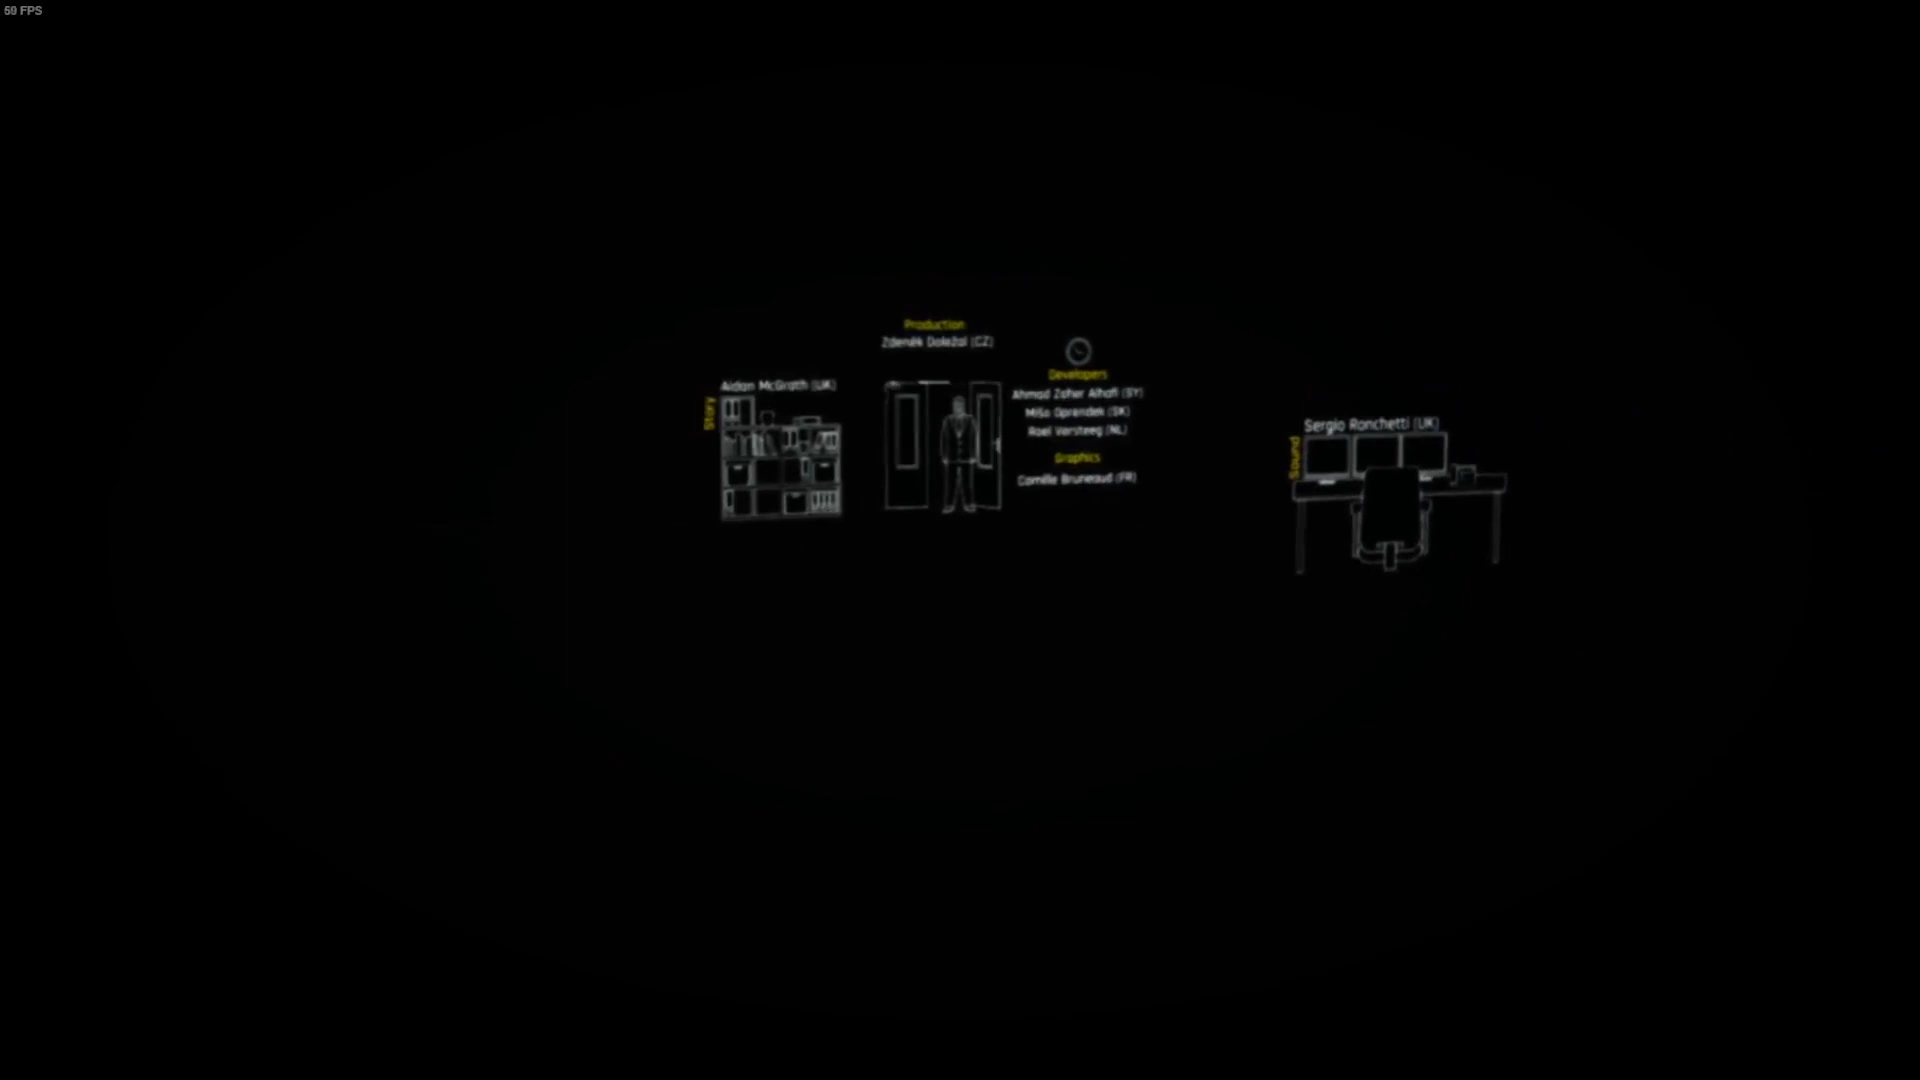 59 FPS
Production
Zdeněk Doležal (CZ)
Story
Aidan McGrath (UK)
Developers
Ahmad Zaher Alhafi (SY)
Mišo Oprendek (SK)
Roel Versteeg (NL)
Graphics
Camille Bruneaud (FR)
Sound
Sergio Ronchetti (UK)